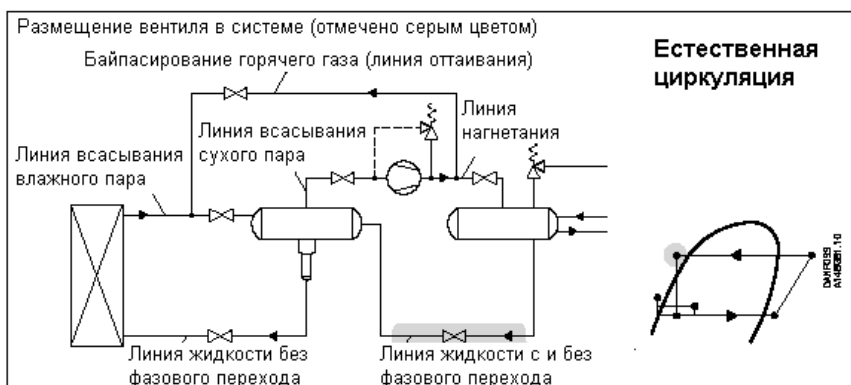 Размещение вентиля в системе (отмечено серым цветом)
Байпасирование горячего газа (линия оттаивания)
Естественная
циркуляция
Линия всасывания
сухого пара
Линия
нагнетания
Линия всасывания
влажного пара
Линия жидкости без
фазового перехода
Линия жидкости с и без
фазового перехода
DANFOSS